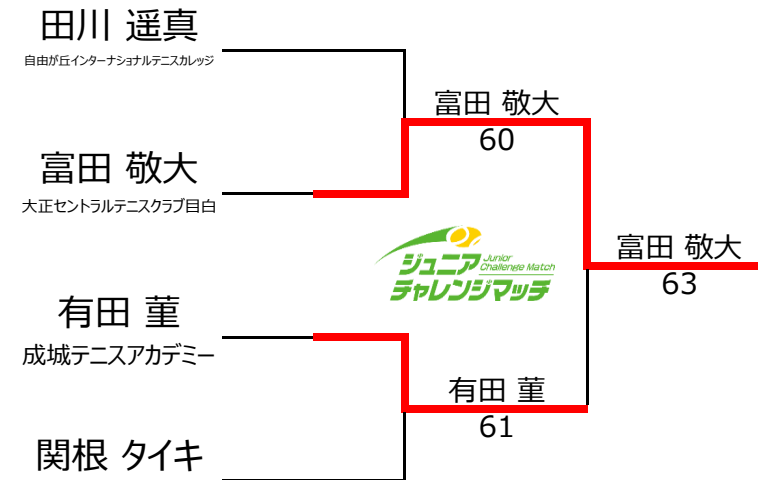 田川 遥真
自由が丘インターナショナルテニスカレッジ
富田 敬大
60
富田 敬大
大正セントラルテニスクラブ目白
ジュニア Junior Challenge Match
チャレンジマッチ
富田 敬大
63
有田 菫
成城テニスアカデミー
有田 菫
61
関根 タイキ